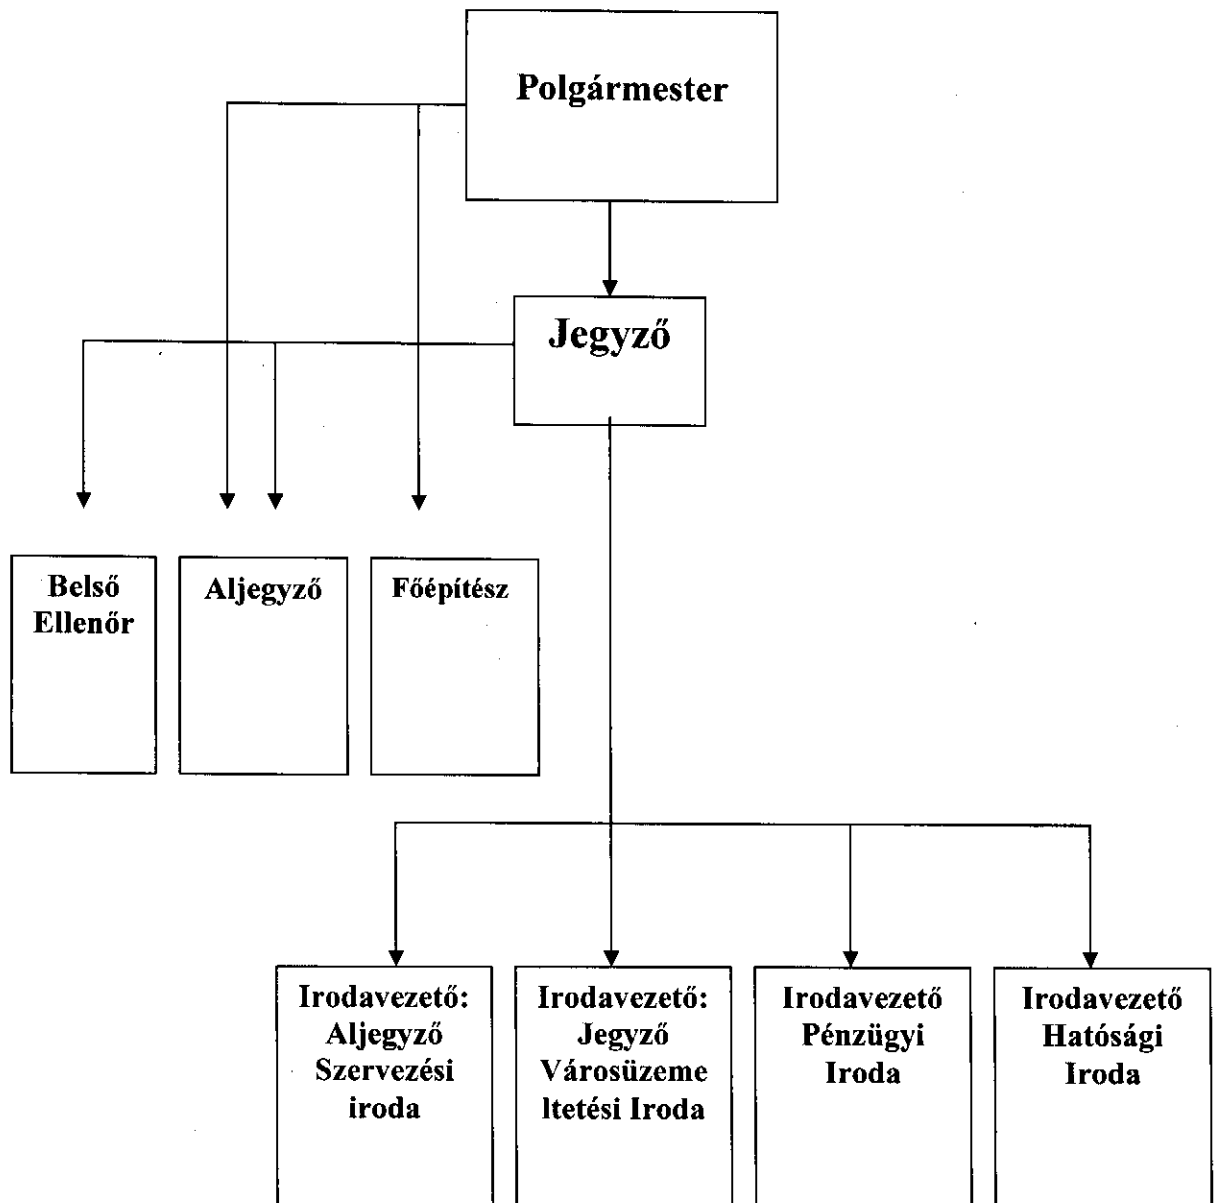 Polgármester
Jegyző
Belső
Ellenőr
Aljegyző
Főépítész
Irodavezető:
Aljegyző
Szervezési
iroda
Irodavezető:
Jegyző
Városüzeme
ltetési Iroda
Irodavezető
Pénzügyi
Iroda
Irodavezető
Hatósági
Iroda